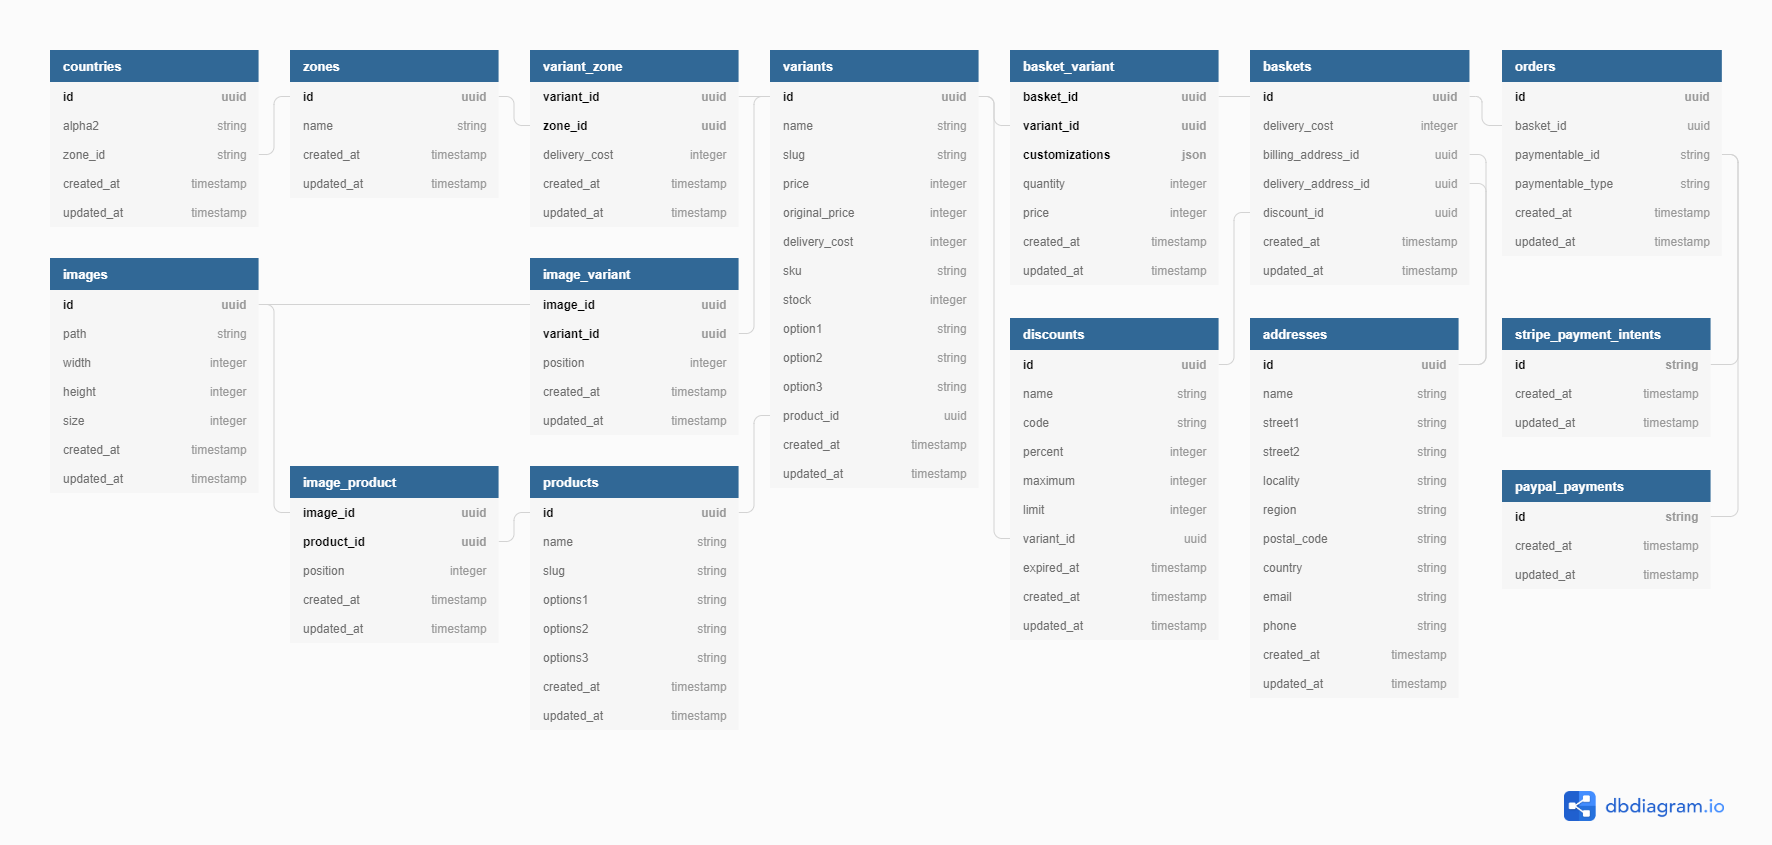 countries
id uuid
alpha2 string
zone_id string
created_at timestamp
updated_at timestamp
zones
id uuid
name string
created_at timestamp
updated_at timestamp
variant_zone
variant_id uuid
zone_id uuid
delivery_cost integer
created_at timestamp
updated_at timestamp
variants
id uuid
name string
slug string
price integer
original_price integer
delivery_cost integer
sku string
stock integer
option1 string
option2 string
option3 string
product_id uuid
created_at timestamp
updated_at timestamp
basket_variant
basket_id uuid
variant_id uuid
customizations json
quantity integer
price integer
created_at timestamp
updated_at timestamp
baskets
id uuid
delivery_cost integer
billing_address_id uuid
delivery_address_id uuid
discount_id uuid
created_at timestamp
updated_at timestamp
orders
id uuid
basket_id uuid
paymentable_id string
paymentable_type string
created_at timestamp
updated_at timestamp
images
id uuid
path string
width integer
height integer
size integer
created_at timestamp
updated_at timestamp
image_variant
image_id uuid
variant_id uuid
position integer
created_at timestamp
updated_at timestamp
discounts
id uuid
name string
code string
percent integer
maximum integer
limit integer
variant_id uuid
expired_at timestamp
created_at timestamp
updated_at timestamp
addresses
id uuid
name string
street1 string
street2 string
locality string
region string
postal_code string
country string
email string
phone string
created_at timestamp
updated_at timestamp
stripe_payment_intents
id string
created_at timestamp
updated_at timestamp
image_product
image_id uuid
product_id uuid
position integer
created_at timestamp
updated_at timestamp
products
id uuid
name string
slug string
options1 string
options2 string
options3 string
created_at timestamp
updated_at timestamp
paypal_payments
id string
created_at timestamp
updated_at timestamp
dbdiagram.io